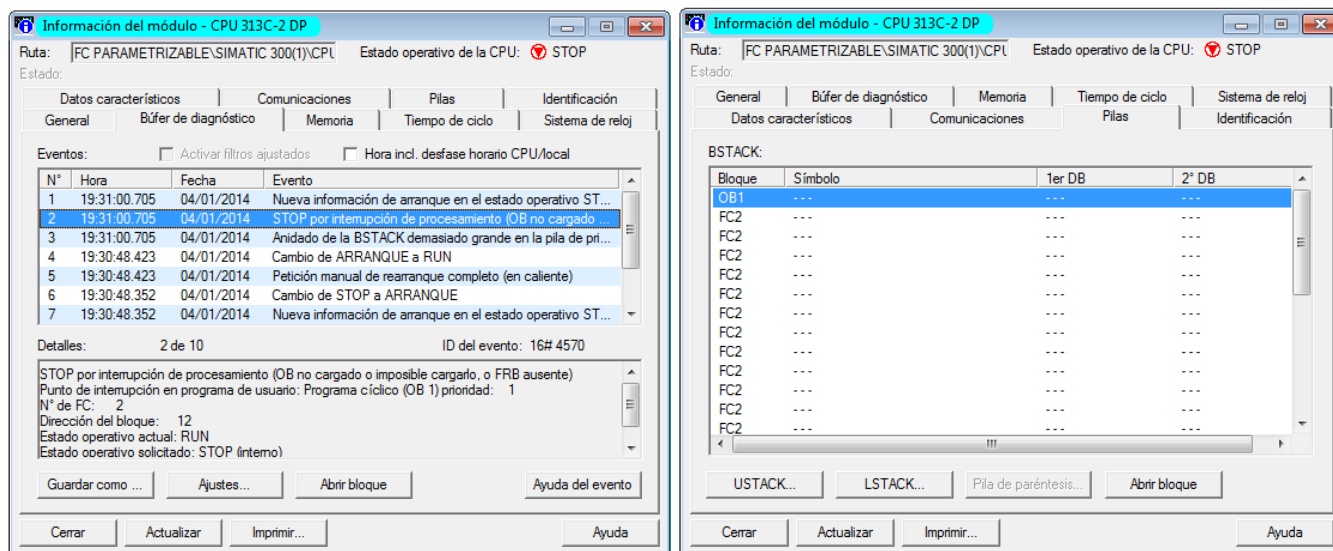 Información del módulo - CPU 313C-2 DP
Ruta: FC PARAMETRIZABLE\SIMATIC 300(1)\CPU Estado operativo de la CPU: STOP
Estado:
Datos característicos Comunicaciones Pilas Identificación
General Búfer de diagnóstico Memoria Tiempo de ciclo Sistema de reloj
Eventos: Activar filtros ajustados Hora incl. desfase horario CPU/local
N° Hora Fecha Evento
1 19:31:00.705 04/01/2014 Nueva información de arranque en el estado operativo ST...
2 19:31:00.705 04/01/2014 STOP por interrupción de procesamiento (OB no cargado ...
3 19:31:00.705 04/01/2014 Anidado de la BSTACK demasiado grande en la pila de pri...
4 19:30:48.423 04/01/2014 Cambio de ARRANQUE a RUN
5 19:30:48.423 04/01/2014 Petición manual de rearranque completo (en caliente)
6 19:30:48.352 04/01/2014 Cambio de STOP a ARRANQUE
7 19:30:48.352 04/01/2014 Nueva información de arranque en el estado operativo ST...
Detalles: 2 de 10 ID del evento: 16# 4570
STOP por interrupción de procesamiento (OB no cargado o imposible cargarlo, o FRB ausente)
Punto de interrupción en programa de usuario: Programa cíclico (OB 1) prioridad: 1
N° de FC: 2
Dirección del bloque: 12
Estado operativo actual: RUN
Estado operativo solicitado: STOP (interno)
Guardar como ... Ajustes... Abrir bloque Ayuda del evento
Cerrar Actualizar Imprimir... Ayuda
Información del módulo - CPU 313C-2 DP
Ruta: FC PARAMETRIZABLE\SIMATIC 300(1)\CPU Estado operativo de la CPU: STOP
Estado:
General Búfer de diagnóstico Memoria Tiempo de ciclo Sistema de reloj
Datos característicos Comunicaciones Pilas Identificación
BSTACK:
Bloque Símbolo 1er DB 2° DB
OB1 --- --- ---
FC2 --- --- ---
FC2 --- --- ---
FC2 --- --- ---
FC2 --- --- ---
FC2 --- --- ---
FC2 --- --- ---
FC2 --- --- ---
FC2 --- --- ---
FC2 --- --- ---
FC2 --- --- ---
FC2 --- --- ---
FC2 --- --- ---
USTACK... LSTACK... Pila de paréntesis... Abrir bloque
Cerrar Actualizar Imprimir... Ayuda